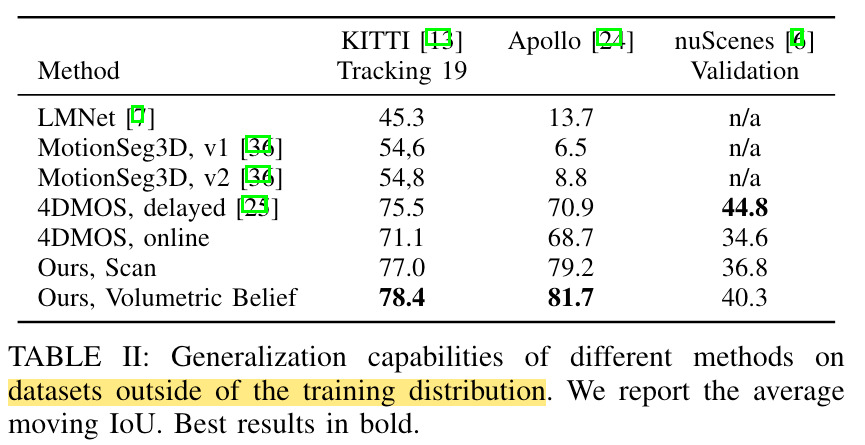 KITTI [13] Apollo [24] nuScenes [6]
Method Tracking 19 Validation
LMNet [7] 45.3 13.7 n/a
MotionSeg3D, v1 [36] 54,6 6.5 n/a
MotionSeg3D, v2 [36] 54,8 8.8 n/a
4DMOS, delayed [25] 75.5 70.9 44.8
4DMOS, online 71.1 68.7 34.6
Ours, Scan 77.0 79.2 36.8
Ours, Volumetric Belief 78.4 81.7 40.3
TABLE II: Generalization capabilities of different methods on
datasets outside of the training distribution. We report the average
moving IoU. Best results in bold.